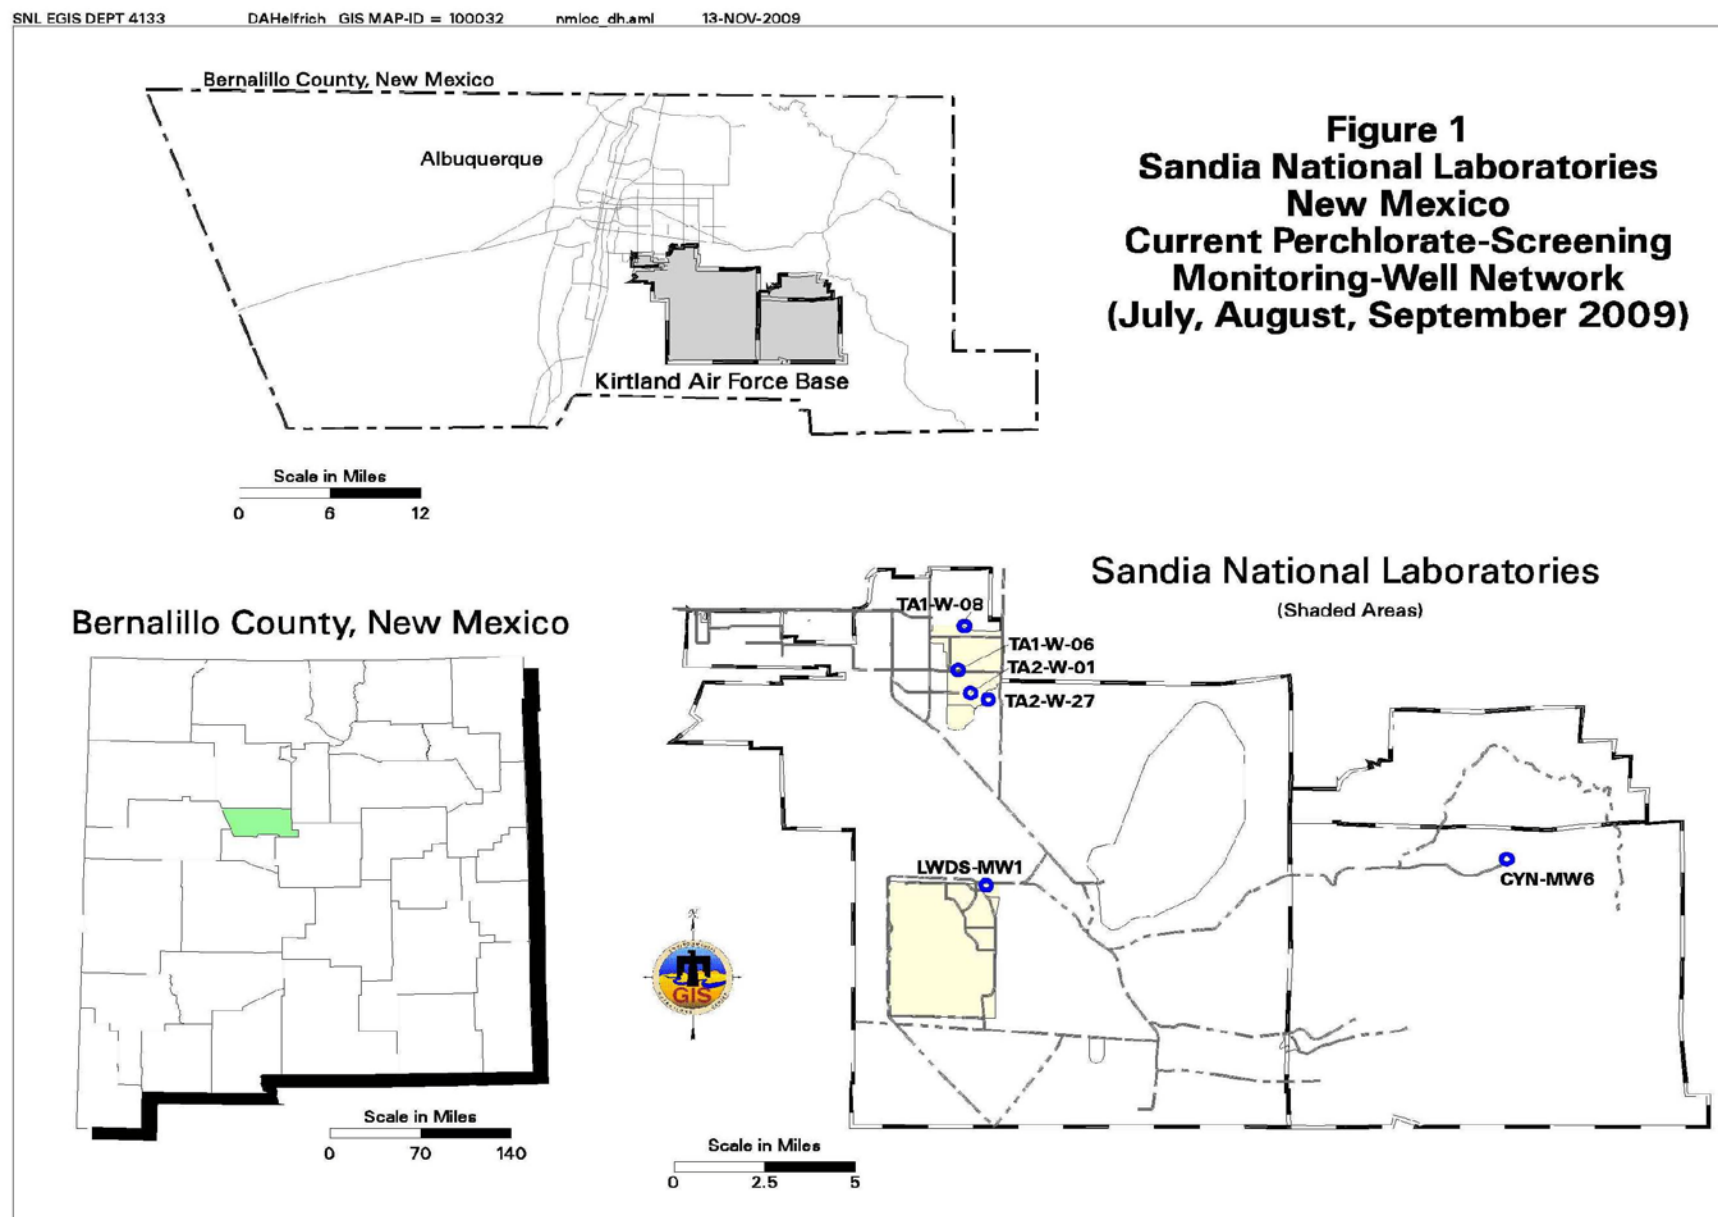 SNL EGIS DEPT 4133 DAHelfrich GIS MAP-ID = 100032 nmloc_dh.aml 13-NOV-2009
Bernalillo County, New Mexico
Albuquerque
Kirtland Air Force Base
Scale in Miles
0 6 12
Figure 1
Sandia National Laboratories
New Mexico
Current Perchlorate-Screening
Monitoring-Well Network
(July, August, September 2009)
Bernalillo County, New Mexico
Scale in Miles
0 70 140
Sandia National Laboratories
(Shaded Areas)
TA1-W-08
TA1-W-06
TA2-W-01
TA2-W-27
LWDS-MW1
CYN-MW6
N
GIS
Scale in Miles
0 2.5 5